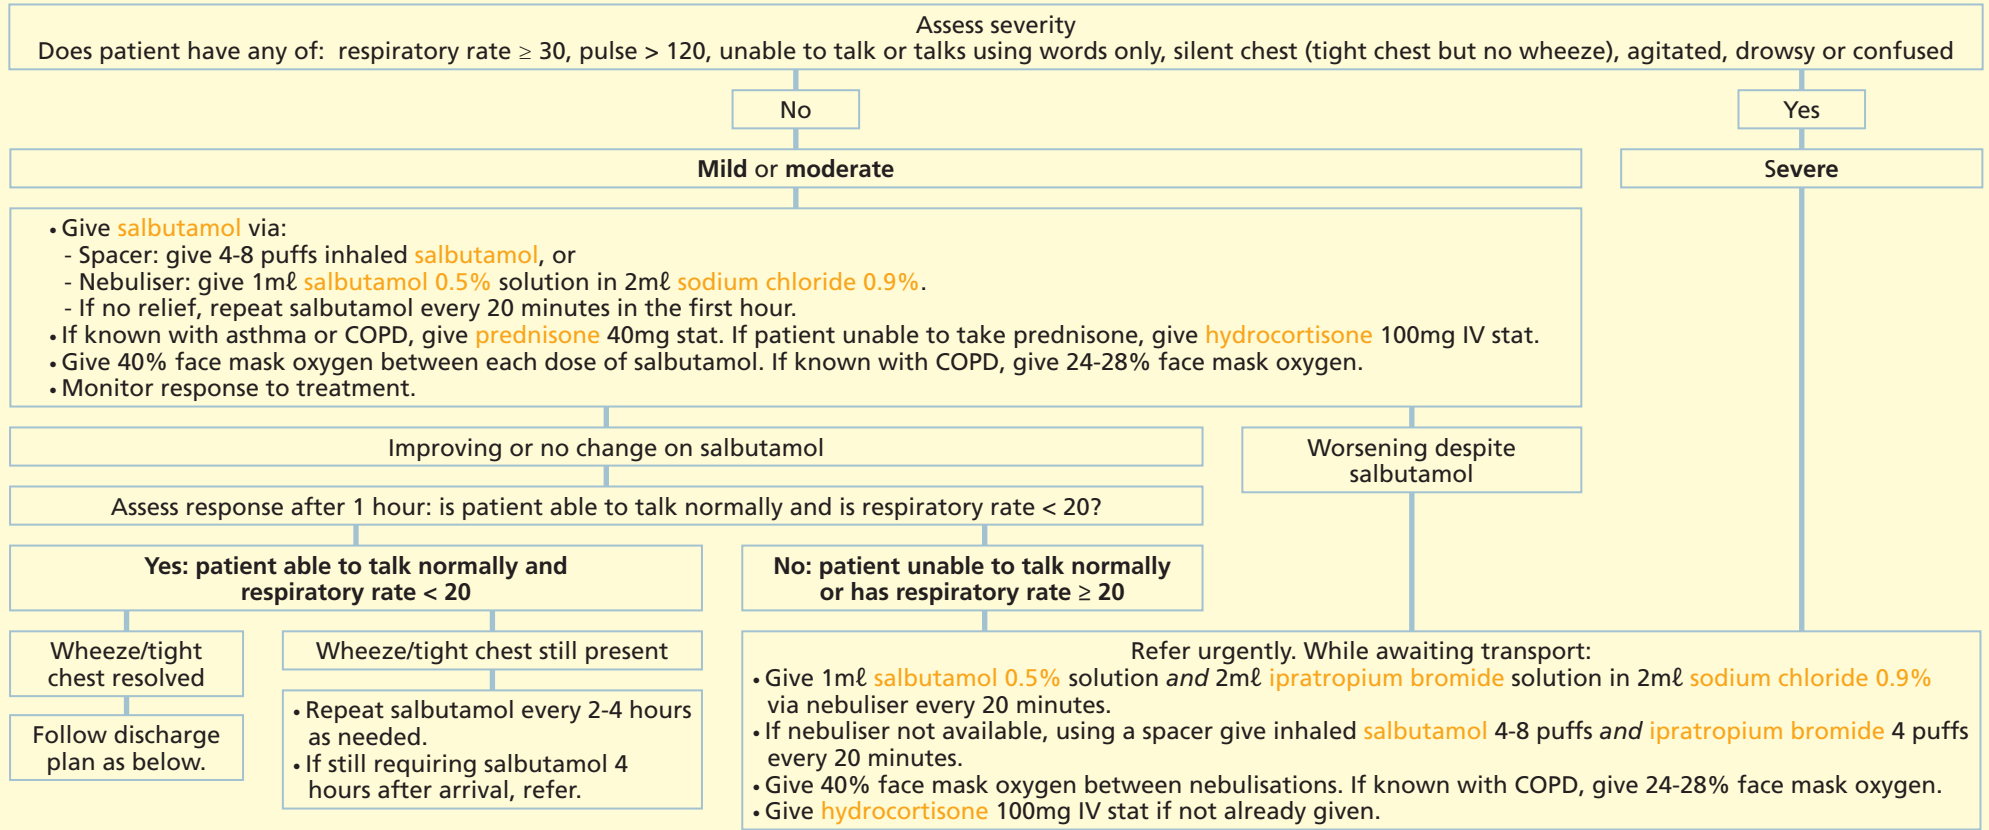 Assess severity
Does patient have any of: respiratory rate ≥ 30, pulse > 120, unable to talk or talks using words only, silent chest (tight chest but no wheeze), agitated, drowsy or confused
No
Yes
Mild or moderate
Severe
• Give salbutamol via:
- Spacer: give 4-8 puffs inhaled salbutamol, or
- Nebuliser: give 1mℓ salbutamol 0.5% solution in 2mℓ sodium chloride 0.9%.
- If no relief, repeat salbutamol every 20 minutes in the first hour.
• If known with asthma or COPD, give prednisone 40mg stat. If patient unable to take prednisone, give hydrocortisone 100mg IV stat.
• Give 40% face mask oxygen between each dose of salbutamol. If known with COPD, give 24-28% face mask oxygen.
• Monitor response to treatment.
Improving or no change on salbutamol
Worsening despite
salbutamol
Assess response after 1 hour: is patient able to talk normally and is respiratory rate < 20?
Yes: patient able to talk normally and
respiratory rate < 20
No: patient unable to talk normally
or has respiratory rate ≥ 20
Wheeze/tight
chest resolved
Follow discharge
plan as below.
Wheeze/tight chest still present
• Repeat salbutamol every 2-4 hours
as needed.
• If still requiring salbutamol 4
hours after arrival, refer.
Refer urgently. While awaiting transport:
• Give 1mℓ salbutamol 0.5% solution and 2mℓ ipratropium bromide solution in 2mℓ sodium chloride 0.9%
via nebuliser every 20 minutes.
• If nebuliser not available, using a spacer give inhaled salbutamol 4-8 puffs and ipratropium bromide 4 puffs
every 20 minutes.
• Give 40% face mask oxygen between nebulisations. If known with COPD, give 24-28% face mask oxygen.
• Give hydrocortisone 100mg IV stat if not already given.